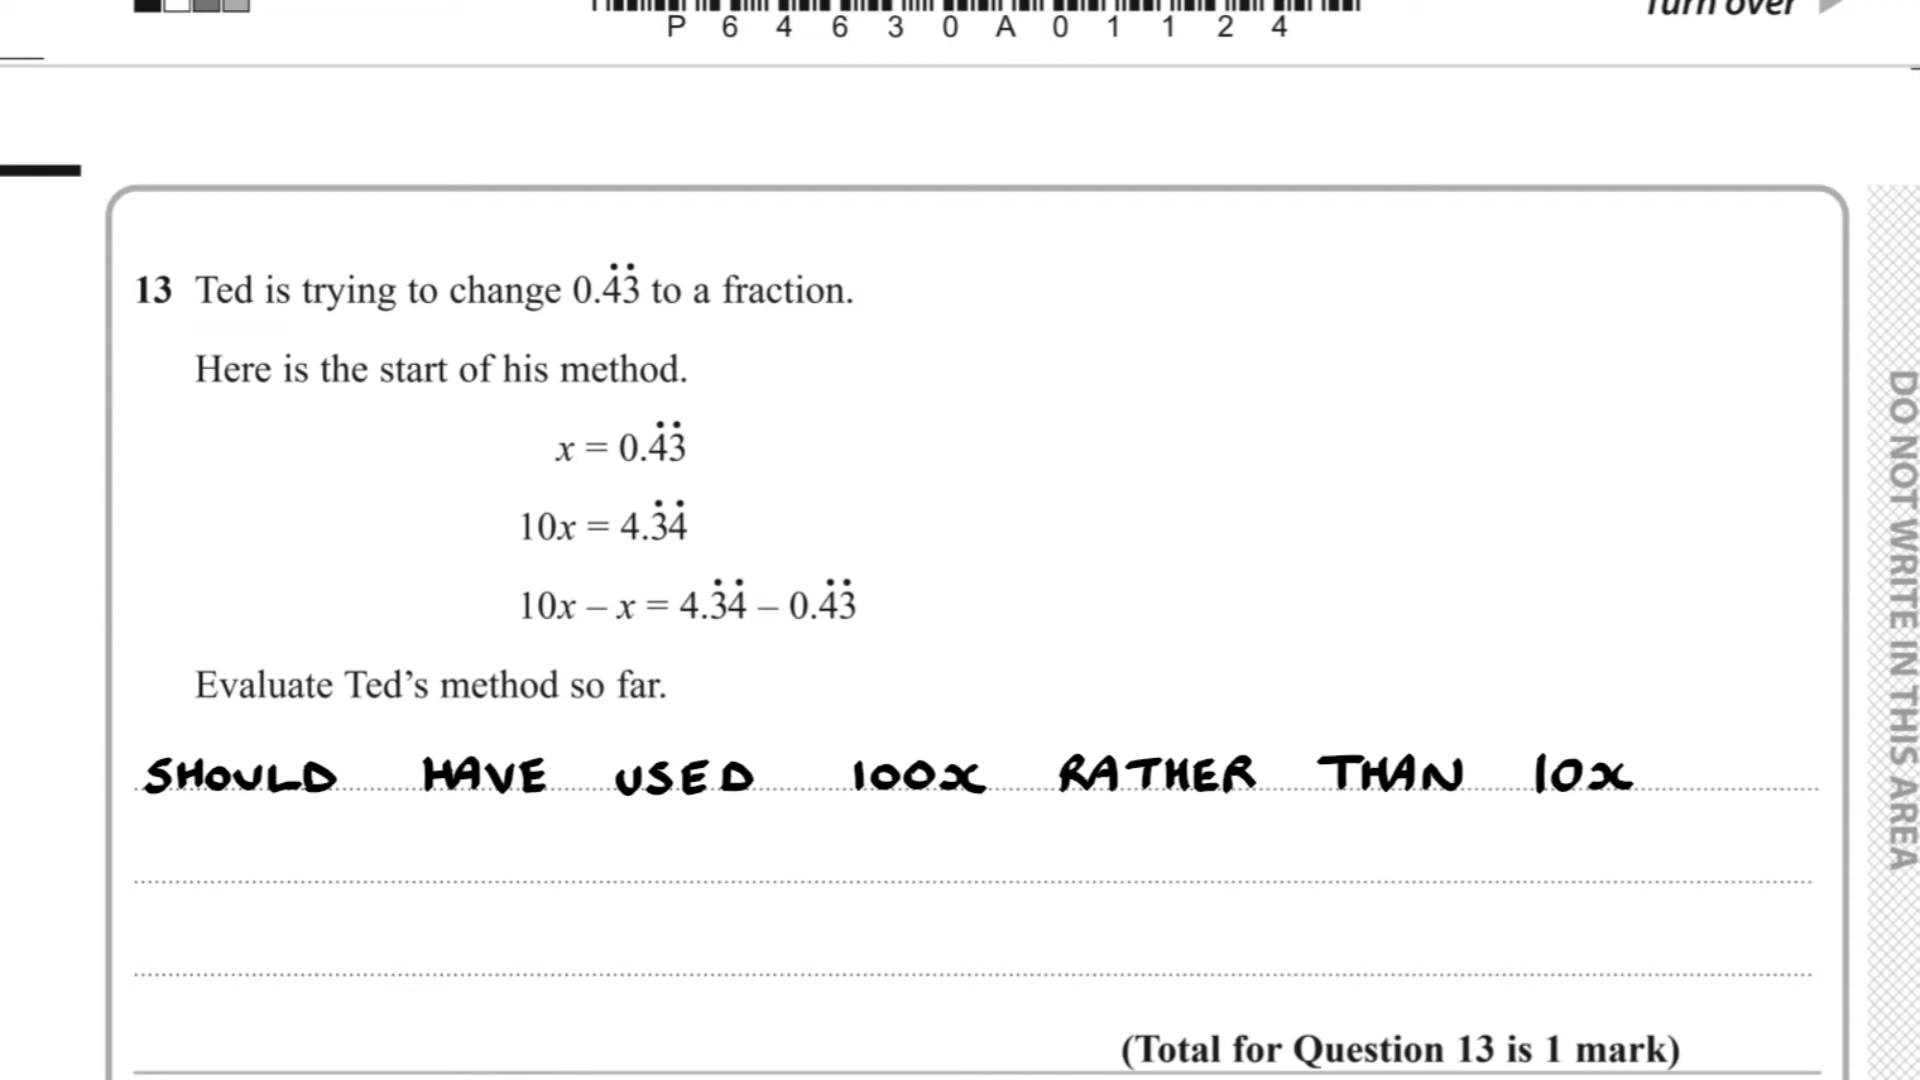 Turn over
P 6 4 6 3 0 A 0 1 1 2 4
13 Ted is trying to change 0.4̇3̇ to a fraction.
Here is the start of his method.
x = 0.4̇3̇
10x = 4.3̇4̇
10x – x = 4.3̇4̇ – 0.4̇3̇
Evaluate Ted’s method so far.
SHOULD HAVE USED 100x RATHER THAN 10x
(Total for Question 13 is 1 mark)
DO NOT WRITE IN THIS AREA